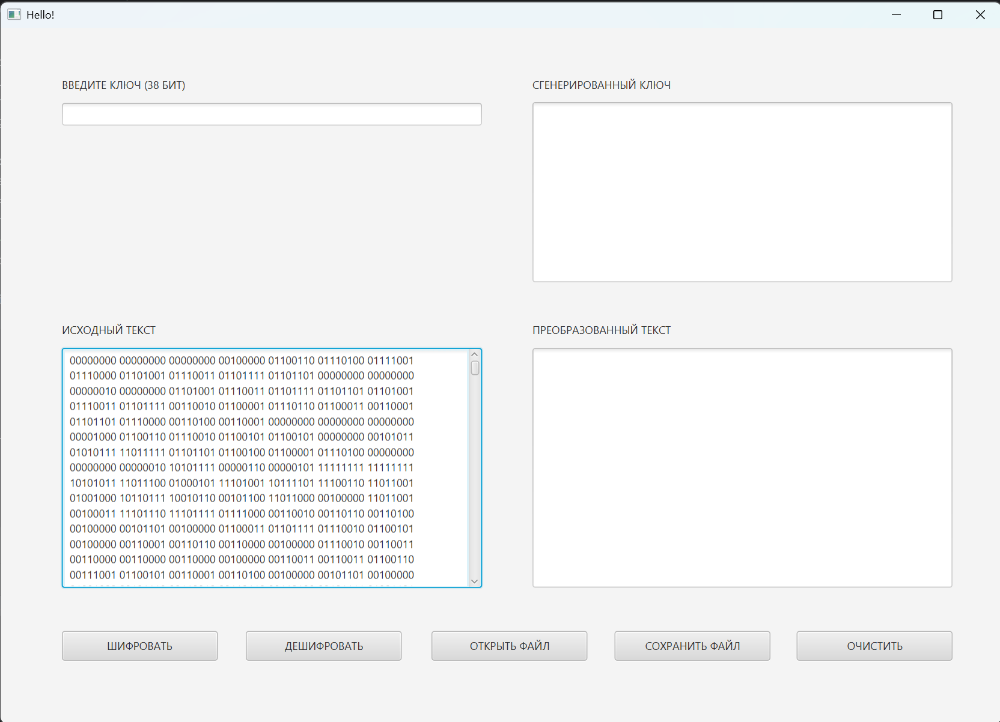 Hello!
ВВЕДИТЕ КЛЮЧ (38 БИТ)
СГЕНЕРИРОВАННЫЙ КЛЮЧ
ИСХОДНЫЙ ТЕКСТ
00000000 00000000 00000000 00100000 01100110 01110100 01111001
01110000 01101001 01110011 01101111 01101101 00000000 00000000
00000010 00000000 01101001 01110011 01101111 01101101 01101001
01110011 01101111 00110010 01100001 01110110 01100011 00110001
01101101 01110000 00110100 00110001 00000000 00000000 00000000
00001000 01100110 01110010 01100101 01100101 00000000 00101011
01010111 11011111 01101101 01100100 01100001 01110100 00000000
00000000 00000010 10101111 00000110 00000101 11111111 11111111
10101011 11011100 01000101 11101001 10111101 11100110 11011001
01001000 10110111 10010110 00101100 11011000 00100000 11011001
00100011 11101110 11101111 01111000 00110010 00110110 00110100
00100000 00101101 00100000 01100011 01101111 01110010 01100101
00100000 00110001 00110110 00110000 00100000 01110010 00110011
00110000 00110000 00110000 00100000 00110011 00110011 01100110
00111001 01100101 00110001 00110100 00100000 00101101 00100000
ПРЕОБРАЗОВАННЫЙ ТЕКСТ
ШИФРОВАТЬ
ДЕШИФРОВАТЬ
ОТКРЫТЬ ФАЙЛ
СОХРАНИТЬ ФАЙЛ
ОЧИСТИТЬ